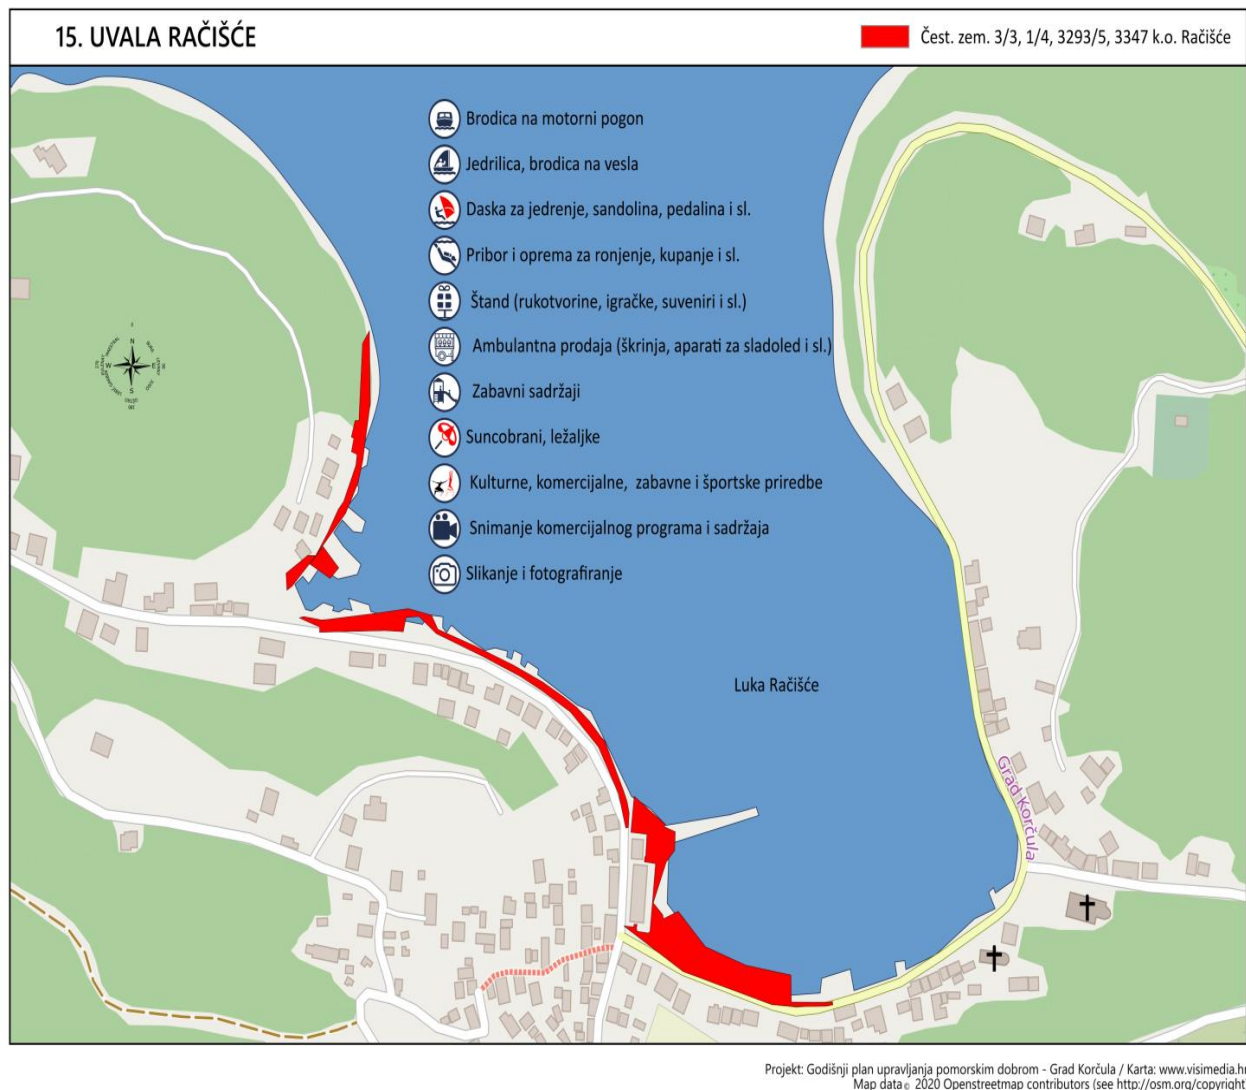 15. UVALA RAČIŠĆE
Čest. zem. 3/3, 1/4, 3293/5, 3347 k.o. Račišće
Brodica na motorni pogon
Jedrilica, brodica na vesla
Daska za jedrenje, sandolina, pedalina i sl.
Pribor i oprema za ronjenje, kupanje i sl.
Štand (rukotvorine, igračke, suveniri i sl.)
Ambulantna prodaja (škrinja, aparati za sladoled i sl.)
Zabavni sadržaji
Suncobrani, ležaljke
Kulturne, komercijalne, zabavne i športske priredbe
Snimanje komercijalnog programa i sadržaja
Slikanje i fotografiranje
N
W
E
S
Luka Račišće
Grad Korčula
Projekt: Godišnji plan upravljanja pomorskim dobrom - Grad Korčula / Karta: www.visimedia.hr
Map data © 2020 Openstreetmap contributors (see http://osm.org/copyright)